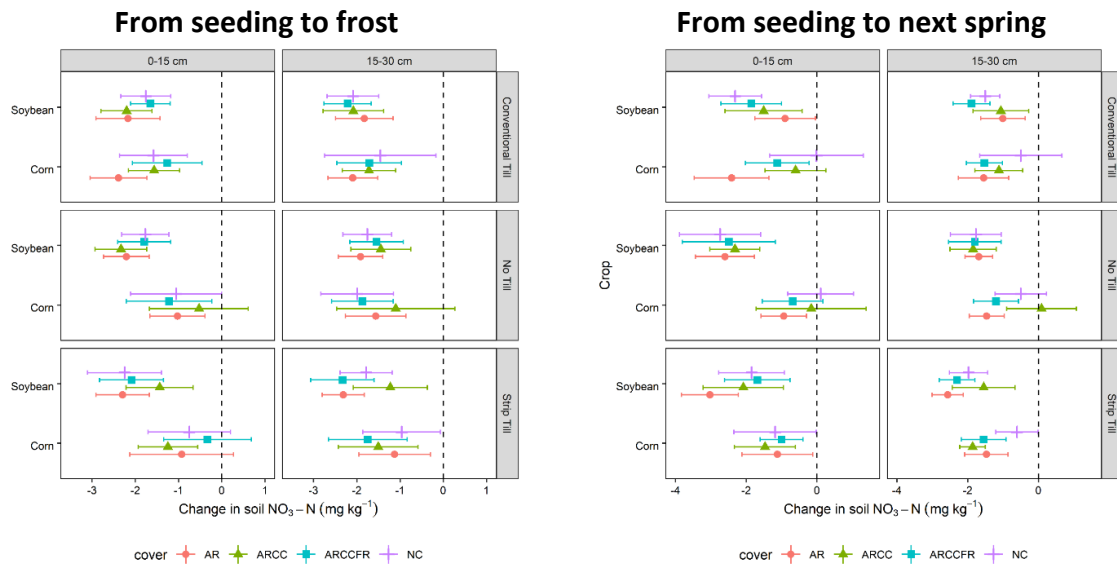 From seeding to frost
0-15 cm
15-30 cm
Soybean
Corn
Conventional Till
Soybean
Corn
No Till
Soybean
Corn
Strip Till
-3 -2 -1 0 1
-3 -2 -1 0 1
Change in soil NO₃−N (mg kg⁻¹)
cover AR ARCC ARCCFR NC
From seeding to next spring
0-15 cm
15-30 cm
Crop
Soybean
Corn
Conventional Till
Soybean
Corn
No Till
Soybean
Corn
Strip Till
-4 -2 0
-4 -2 0
Change in soil NO₃−N (mg kg⁻¹)
cover AR ARCC ARCCFR NC